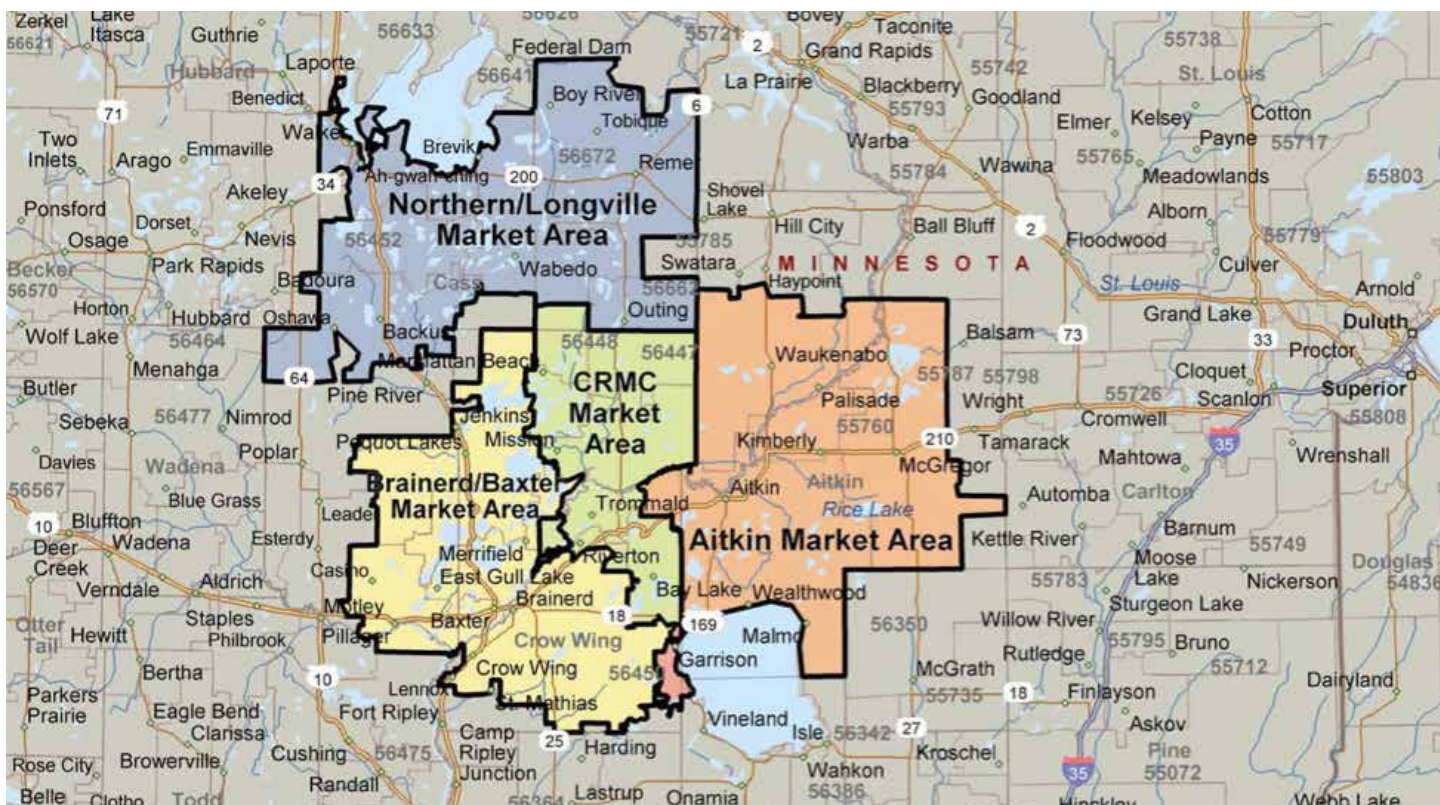 Zerkel
Lake
Itasca
Guthrie
56633
56626
Bovey
Taconite
56621
Federal Dam
55721
2
Grand Rapids
55738
Laporte
Hubbard
56641
La Prairie
Blackberry
55742
St. Louis
Benedict
Boy River
6
55793
Goodland
Cotton
71
Walker
Tobique
Elmer
Kelsey
Two
Inlets
Emmaville
Brevik
56672
Warba
Payne
55717
Arago
Reme
55765
Ah-gwah-ching
200
55784
Wawina
Meadowlands
55803
34
Akeley
Northern/Longville
Market Area
Shovel
Lake
Ponsford
Dorset
Hill City
Ball Bluff
2
Alborn
Osage
Nevis
56452
55785
Floodwood
55779
Becker
56570
Park Rapids
Wabedo
Swatara
MINNESOTA
Culver
Badoura
Cass
56662
Haypoint
St. Louis
Arnold
Horton
Hubbard
Oshawa
Outing
Grand Lake
Duluth
Wolf Lake
56464
Backus
56448
56447
Balsam
73
33
Proctor
Menahga
Manhattan Beach
Waukenabo
Butler
64
CRMC
Market
Area
55787
55798
Cloquet
Superior
Pine River
Palisade
Wright
55726
Scanlon
55808
Sebeka
56477
Nimrod
Jenkins
55760
Cromwell
Pequot Lakes
Mission
Kimberly
210
Tamarack
35
Davies
Wadena
Poplar
McGregor
Mahtowa
Wrenshall
56567
Blue Grass
Brainerd/Baxter
Market Area
Aitkin
Aitkin
Carlton
Leader
Trommald
Rice Lake
Automba
10
Bluffton
Wadena
Esterdy
Aitkin Market Area
Kettle River
Barnum
55749
Deer
Creek
Merrifield
Riverton
Moose
Lake
Douglas
54836
Verndale
Aldrich
Casino
East Gull Lake
Bay Lake
Wealthwood
55783
Nickerson
Staples
Motley
Brainerd
Sturgeon Lake
Otter
Tail
Hewitt
Philbrook
Pillager
Baxter
18
169
Malmo
56350
Willow River
55795
Bruno
Crow Wing
Garrison
Rutledge
55712
Bertha
10
Crow Wing
McGrath
Parkers
Prairie
Lennox
St. Mathias
55735
18
Finlayson
Dairyland
Eagle Bend
Fort Ripley
Vineland
Askov
Clarissa
Cushing
56475
Camp
Ripley
Junction
25
Harding
Isle
56342
27
Kroschel
Pine
55072
Rose City
Browerville
Randall
Wahkon
56386
35
Belle
Clotho
Todd
56364
Lastrup
Onamia
Hinckley
Webb Lake